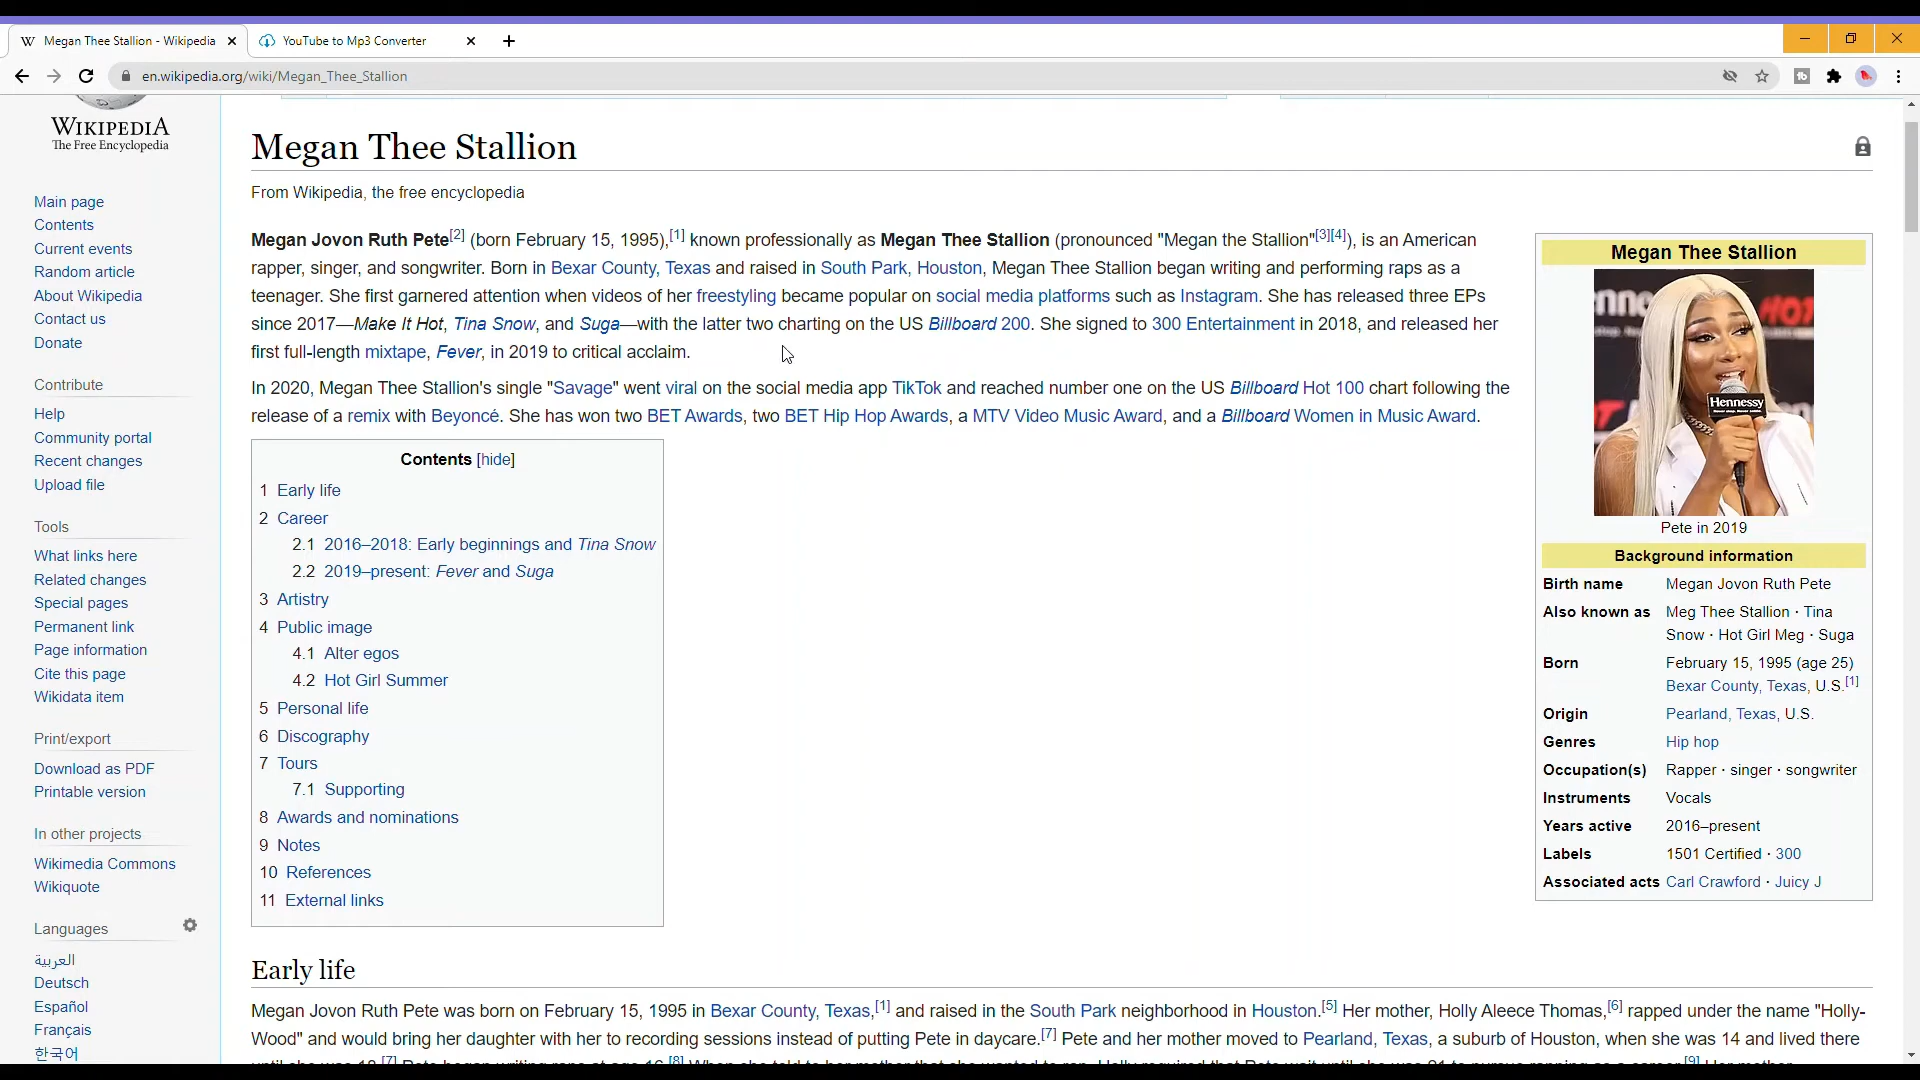 Megan Thee Stallion - Wikipedia
YouTube to Mp3 Converter
en.wikipedia.org/wiki/Megan_Thee_Stallion
WIKIPEDIA
The Free Encyclopedia
Main page
Contents
Current events
Random article
About Wikipedia
Contact us
Donate
Contribute
Help
Community portal
Recent changes
Upload file
Tools
What links here
Related changes
Special pages
Permanent link
Page information
Cite this page
Wikidata item
Print/export
Download as PDF
Printable version
In other projects
Wikimedia Commons
Wikiquote
Languages
العربية
Deutsch
Español
Français
한국어
Megan Thee Stallion
From Wikipedia, the free encyclopedia
Megan Jovon Ruth Pete[2] (born February 15, 1995),[1] known professionally as Megan Thee Stallion (pronounced "Megan the Stallion"[3][4]), is an American
rapper, singer, and songwriter. Born in Bexar County, Texas and raised in South Park, Houston, Megan Thee Stallion began writing and performing raps as a
teenager. She first garnered attention when videos of her freestyling became popular on social media platforms such as Instagram. She has released three EPs
since 2017—Make It Hot, Tina Snow, and Suga—with the latter two charting on the US Billboard 200. She signed to 300 Entertainment in 2018, and released her
first full-length mixtape, Fever, in 2019 to critical acclaim.
In 2020, Megan Thee Stallion's single "Savage" went viral on the social media app TikTok and reached number one on the US Billboard Hot 100 chart following the
release of a remix with Beyoncé. She has won two BET Awards, two BET Hip Hop Awards, a MTV Video Music Award, and a Billboard Women in Music Award.
Contents [hide]
1 Early life
2 Career
2.1 2016–2018: Early beginnings and Tina Snow
2.2 2019–present: Fever and Suga
3 Artistry
4 Public image
4.1 Alter egos
4.2 Hot Girl Summer
5 Personal life
6 Discography
7 Tours
7.1 Supporting
8 Awards and nominations
9 Notes
10 References
11 External links
Megan Thee Stallion
HOT
Hennessy
Pete in 2019
Background information
Birth name Megan Jovon Ruth Pete
Also known as Meg Thee Stallion · Tina
Snow · Hot Girl Meg · Suga
Born February 15, 1995 (age 25)
Bexar County, Texas, U.S.[1]
Origin Pearland, Texas, U.S.
Genres Hip hop
Occupation(s) Rapper · singer · songwriter
Instruments Vocals
Years active 2016–present
Labels 1501 Certified · 300
Associated acts Carl Crawford · Juicy J
Early life
Megan Jovon Ruth Pete was born on February 15, 1995 in Bexar County, Texas,[1] and raised in the South Park neighborhood in Houston.[5] Her mother, Holly Aleece Thomas,[6] rapped under the name "Holly-
Wood" and would bring her daughter with her to recording sessions instead of putting Pete in daycare.[7] Pete and her mother moved to Pearland, Texas, a suburb of Houston, when she was 14 and lived there